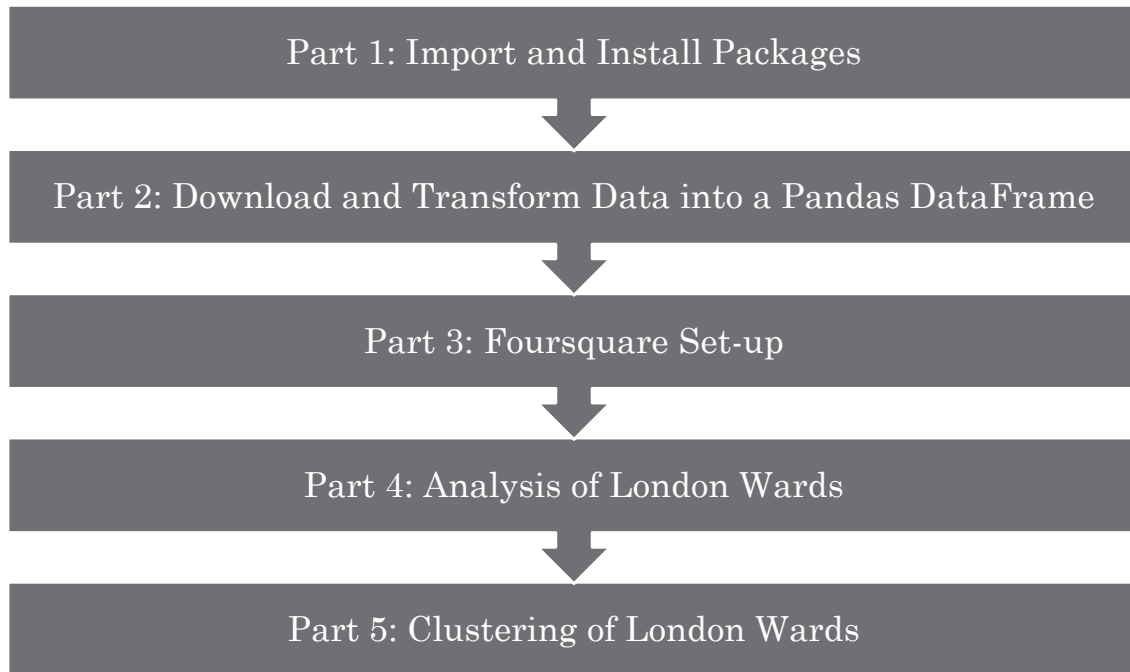 Part 1: Import and Install Packages
Part 2: Download and Transform Data into a Pandas DataFrame
Part 3: Foursquare Set-up
Part 4: Analysis of London Wards
Part 5: Clustering of London Wards